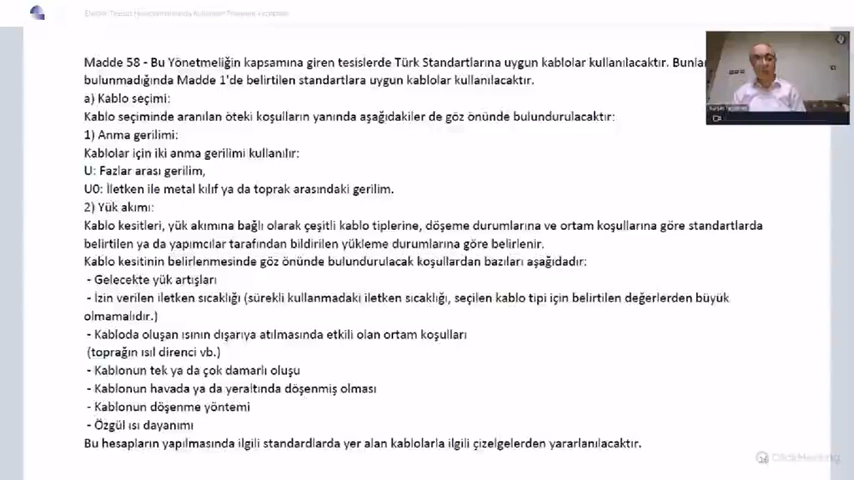 Elektrik Tesisat Mühendisliğinde Kullanılan
Madde 58 - Bu Yönetmeliğin kapsamına giren tesislerde Türk Standartlarına uygun kablolar kullanılacaktır.
bulunmadığında Madde 1'de belirtilen standartlara uygun kablolar kullanılacaktır.
a) Kablo seçimi:
Kablo seçiminde aranılan öteki koşulların yanında aşağıdakiler de göz önünde bulundurulacaktır:
1) Anma gerilimi:
Kablolar için iki anma gerilimi kullanılır:
U: Fazlar arası gerilim,
U0: İletken ile metal kılıf ya da toprak arasındaki gerilim.
2) Yük akımı:
Kablo kesitleri, yük akımına bağlı olarak çeşitli kablo tiplerine, döşeme durumlarına ve ortam koşullarına göre standartlarda
belirtilen ya da yapımcılar tarafından bildirilen yükleme durumlarına göre belirlenir.
Kablo kesitinin belirlenmesinde göz önünde bulundurulacak koşullardan bazıları aşağıdadır:
- Gelecekte yük artışları
- İzin verilen iletken sıcaklığı (sürekli kullanmadaki iletken sıcaklığı, seçilen kablo tipi için belirtilen değerlerden büyük
olmamalıdır.)
- Kabloda oluşan ısının dışarıya atılmasında etkili olan ortam koşulları
(toprağın ısıl direnci vb.)
- Kablonun tek ya da çok damarlı oluşu
- Kablonun havada ya da yeraltında döşenmiş olması
- Kablonun döşenme yöntemi
- Özgül ısı dayanımı
Bu hesapların yapılmasında ilgili standardlarda yer alan kablolarla ilgili çizelgelerden yararlanılacaktır.
ClickMeeting